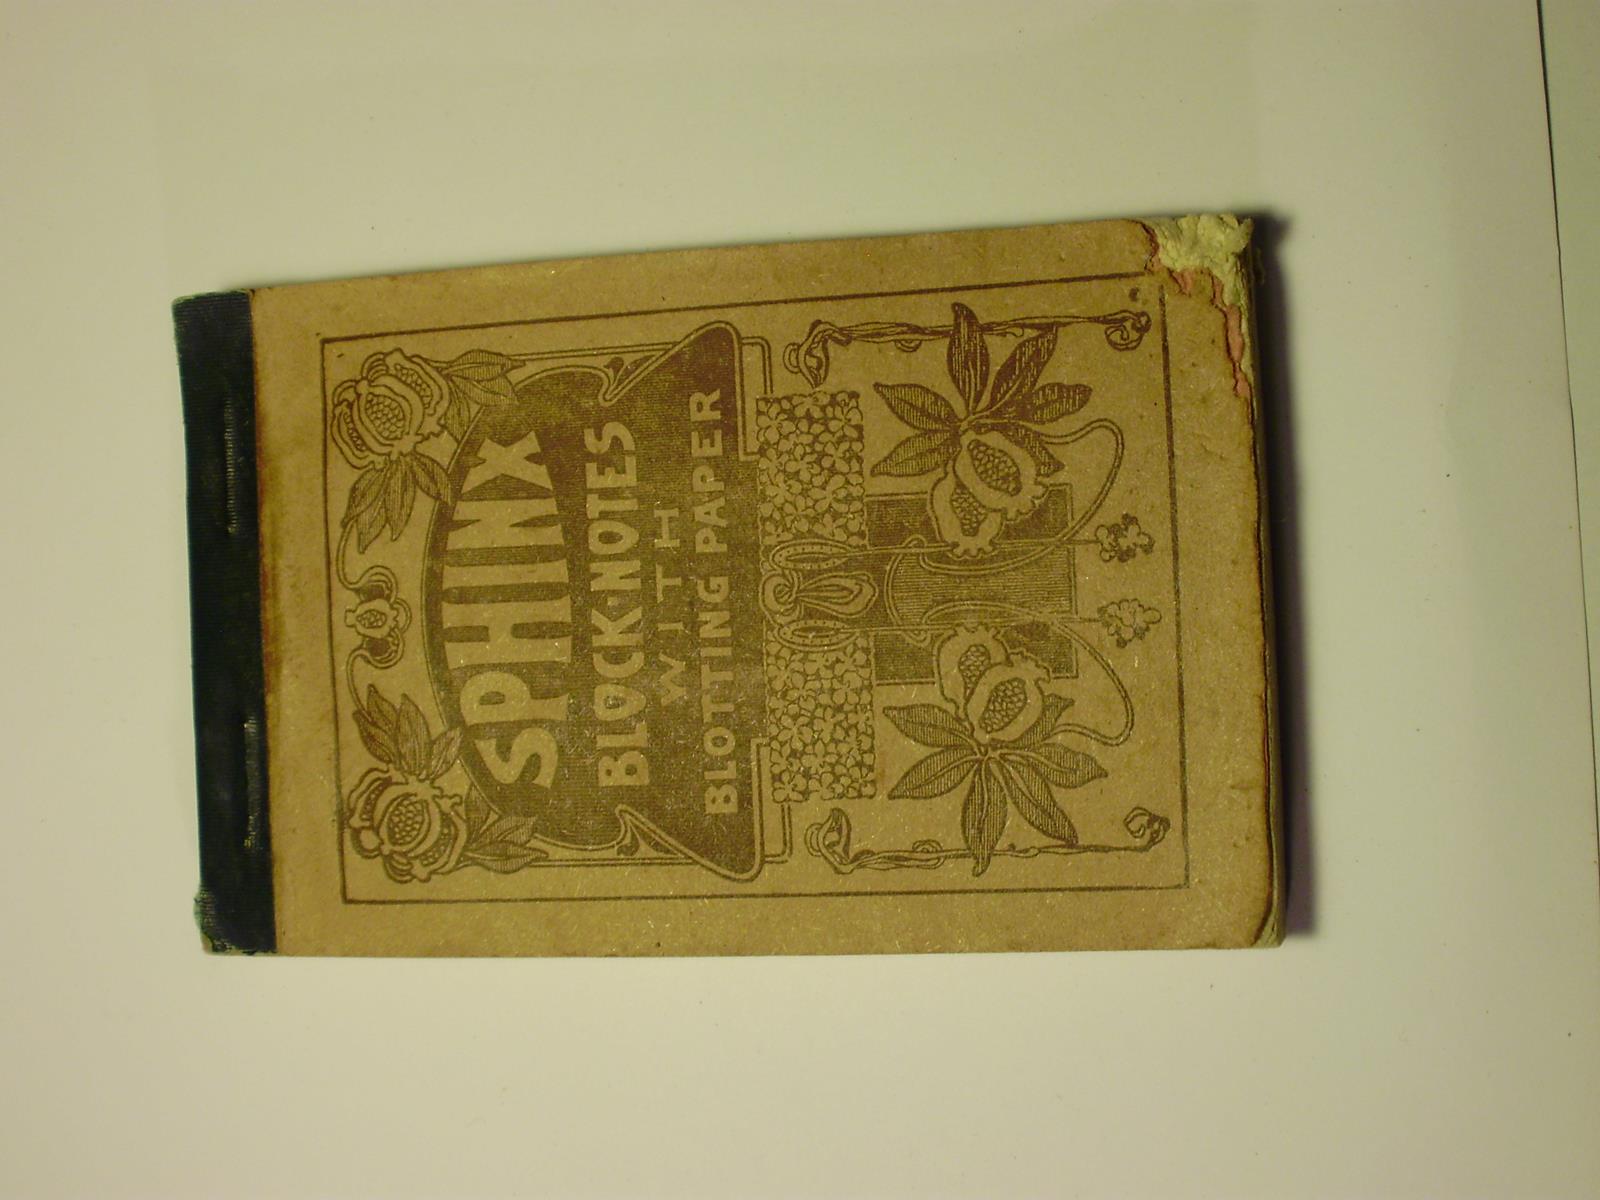 SPHINX
BLOCK-NOTES
WITH
BLOTTING PAPER